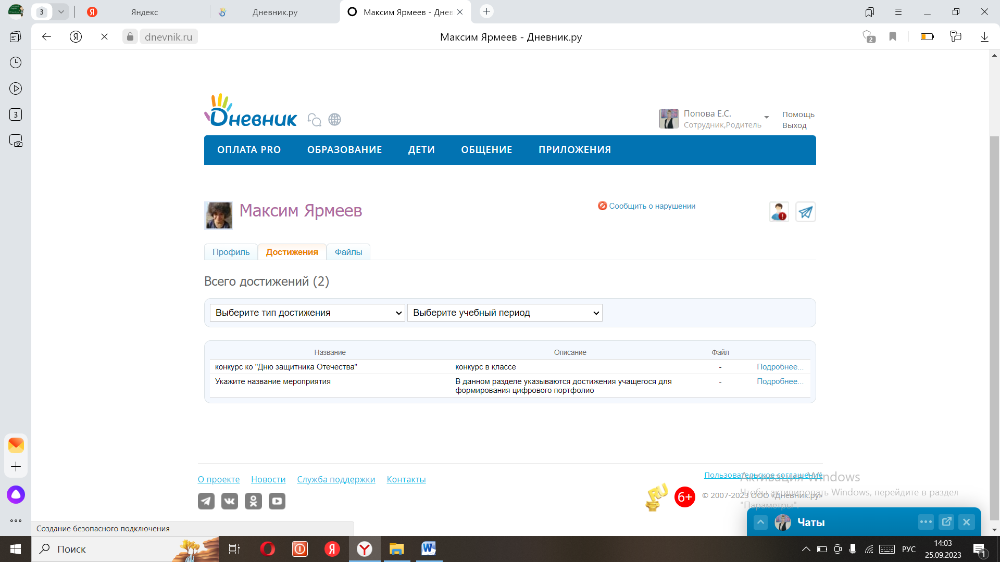 3
Яндекс
Дневник.ру
Максим Ярмеев - Днев
dnevnik.ru
Максим Ярмеев - Дневник.ру
2
3
Дневник
Попова Е.С.
Сотрудник,Родитель
Помощь
Выход
ОПЛАТА PRO
ОБРАЗОВАНИЕ
ДЕТИ
ОБЩЕНИЕ
ПРИЛОЖЕНИЯ
Максим Ярмеев
Сообщить о нарушении
Профиль
Достижения
Файлы
Всего достижений (2)
Выберите тип достижения
Выберите учебный период
Название
Описание
Файл
конкурс ко "Дню защитника Отечества"
конкурс в классе
-
Подробнее...
Укажите название мероприятия
В данном разделе указываются достижения учащегося для
формирования цифрового портфолио
-
Подробнее...
О проекте
Новости
Служба поддержки
Контакты
Пользовательское соглашение
Активация Windows
Чтобы активировать Windows, перейдите в раздел
"Параметры".
RU
6+
© 2007-2023 ООО «Дневник.ру»
Чаты
Создание безопасного подключения
Поиск
РУС
14:03
25.09.2023
1